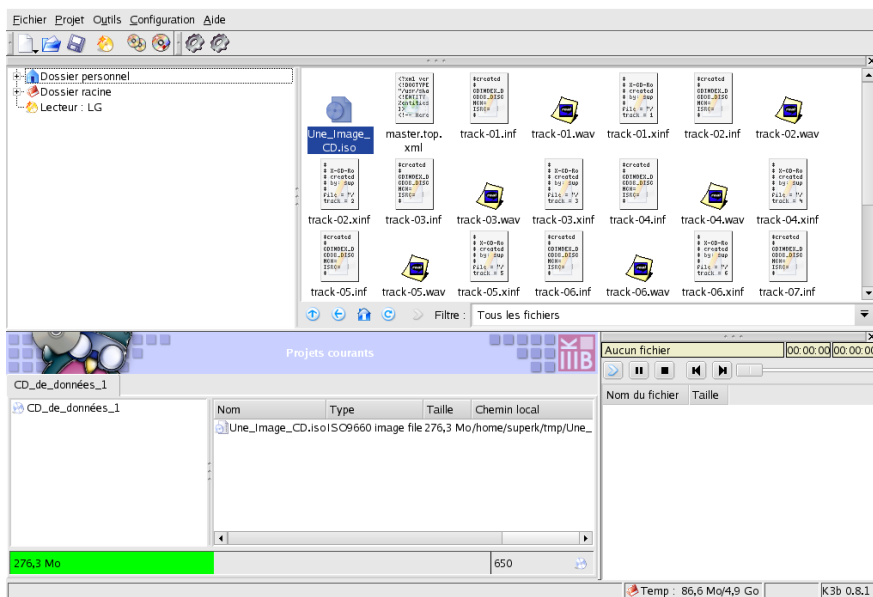 Fichier Projet Outils Configuration Aide
Dossier personnel
Dossier racine
Lecteur : LG
Une_Image_
CD.iso
master.top.
xml
track-01.inf
track-01.wav
track-01.xinf
track-02.inf
track-02.wav
track-02.xinf
track-03.inf
track-03.wav
track-03.xinf
track-04.inf
track-04.wav
track-04.xinf
track-05.inf
track-05.wav
track-05.xinf
track-06.inf
track-06.wav
track-06.xinf
track-07.inf
Filtre : Tous les fichiers
Projets courants
K3B
CD_de_données_1
CD_de_données_1
Nom Type Taille Chemin local
Une_Image_CD.iso ISO9660 image file 276,3 Mo /home/superk/tmp/Une_
276,3 Mo
650
Aucun fichier
00:00:00 00:00:00
Nom du fichier Taille
Temp : 86,6 Mo/4,9 Go
K3b 0.8.1